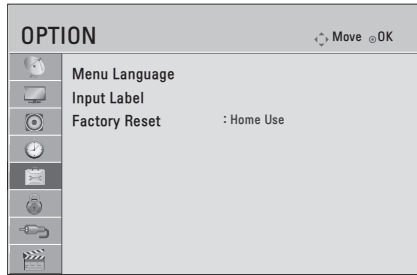 OPTION
Move ⊙OK
Menu Language
Input Label
Factory Reset : Home Use